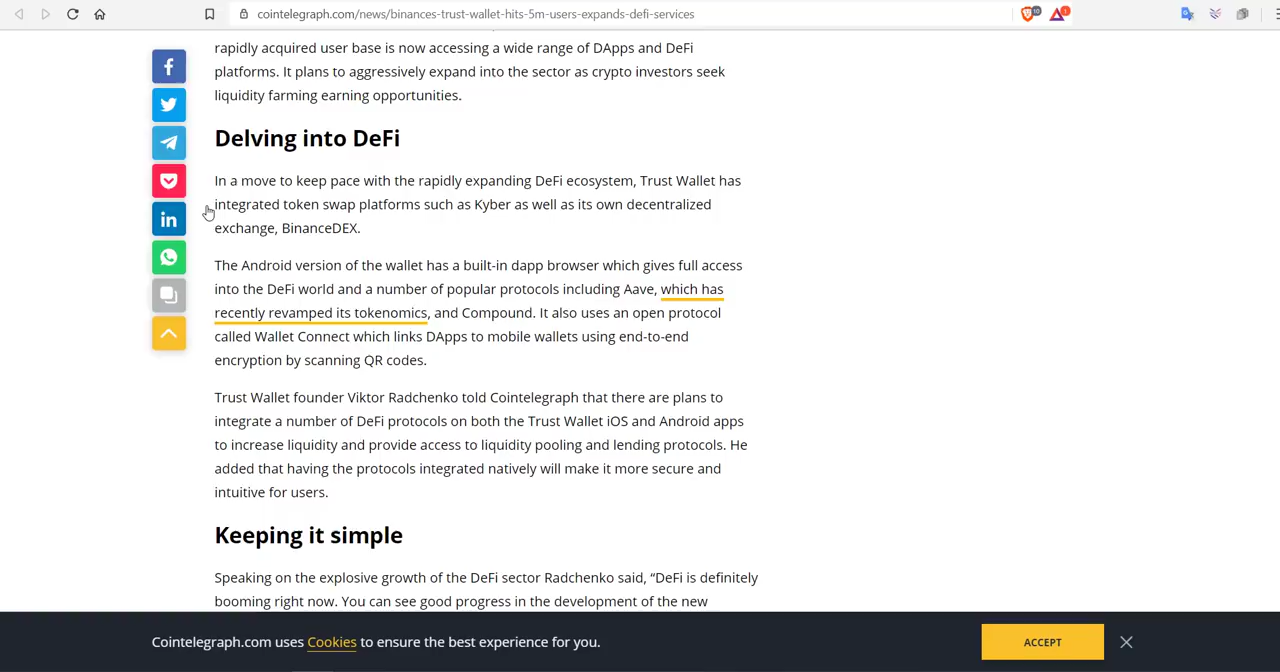 cointelegraph.com/news/binances-trust-wallet-hits-5m-users-expands-defi-services
10
1
rapidly acquired user base is now accessing a wide range of DApps and DeFi
platforms. It plans to aggressively expand into the sector as crypto investors seek
liquidity farming earning opportunities.
Delving into DeFi
In a move to keep pace with the rapidly expanding DeFi ecosystem, Trust Wallet has
integrated token swap platforms such as Kyber as well as its own decentralized
exchange, BinanceDEX.
The Android version of the wallet has a built-in dapp browser which gives full access
into the DeFi world and a number of popular protocols including Aave, which has
recently revamped its tokenomics, and Compound. It also uses an open protocol
called Wallet Connect which links DApps to mobile wallets using end-to-end
encryption by scanning QR codes.
Trust Wallet founder Viktor Radchenko told Cointelegraph that there are plans to
integrate a number of DeFi protocols on both the Trust Wallet iOS and Android apps
to increase liquidity and provide access to liquidity pooling and lending protocols. He
added that having the protocols integrated natively will make it more secure and
intuitive for users.
Keeping it simple
Speaking on the explosive growth of the DeFi sector Radchenko said, “DeFi is definitely
booming right now. You can see good progress in the development of the new
Cointelegraph.com uses Cookies to ensure the best experience for you.
ACCEPT